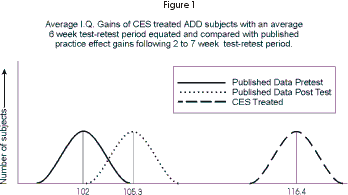 Figure 1
Average I.Q. Gains of CES treated ADD subjects with an average
6 week test-retest period equated and compared with published
practice effect gains following 2 to 7 week test-retest period.
Published Data Pretest
Published Data Post Test
CES Treated
Number of subjects
102 105.3 116.4